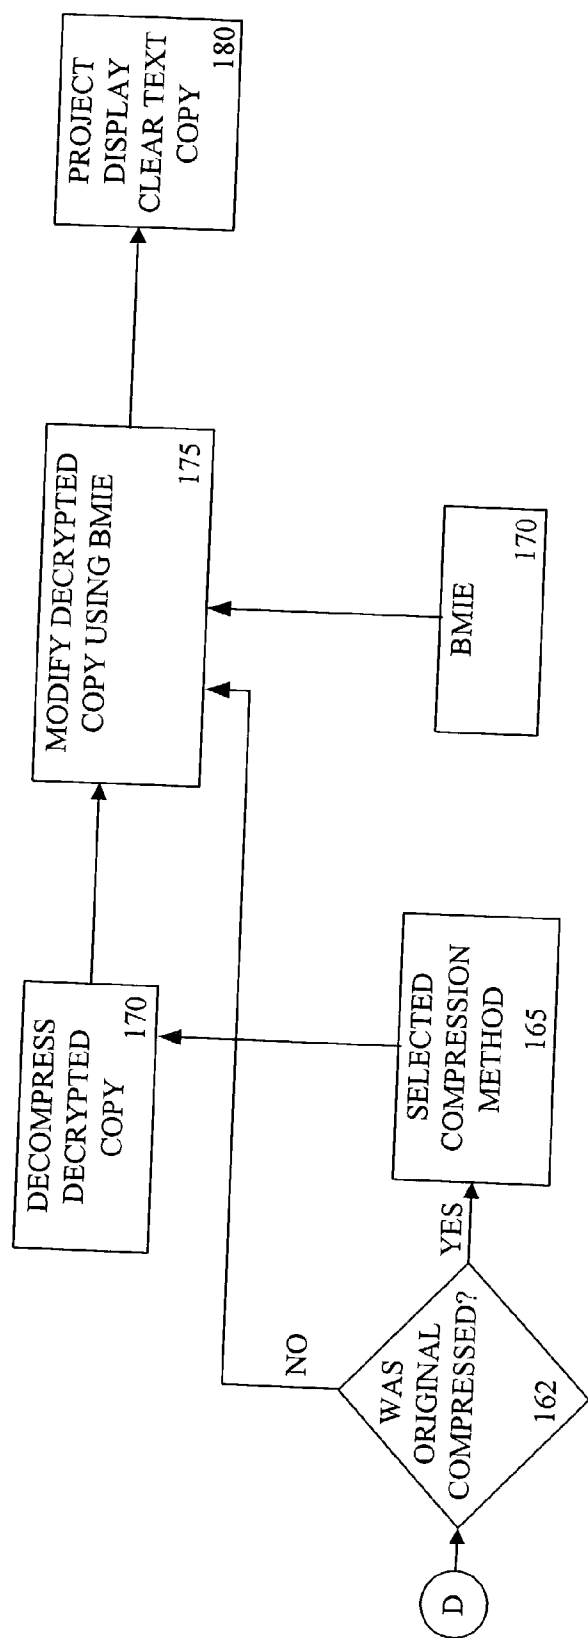 D
WAS
ORIGINAL
COMPRESSED?
162
NO
YES
SELECTED
COMPRESSION
METHOD
165
DECOMPRESS
DECRYPTED
COPY
170
MODIFY DECRYPTED
COPY USING BMIE
175
BMIE
170
PROJECT
DISPLAY
CLEAR TEXT
COPY
180